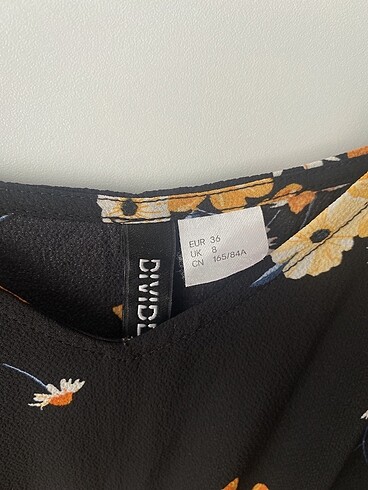 DIVIDE
EUR 36
UK 8
CN 165/84A